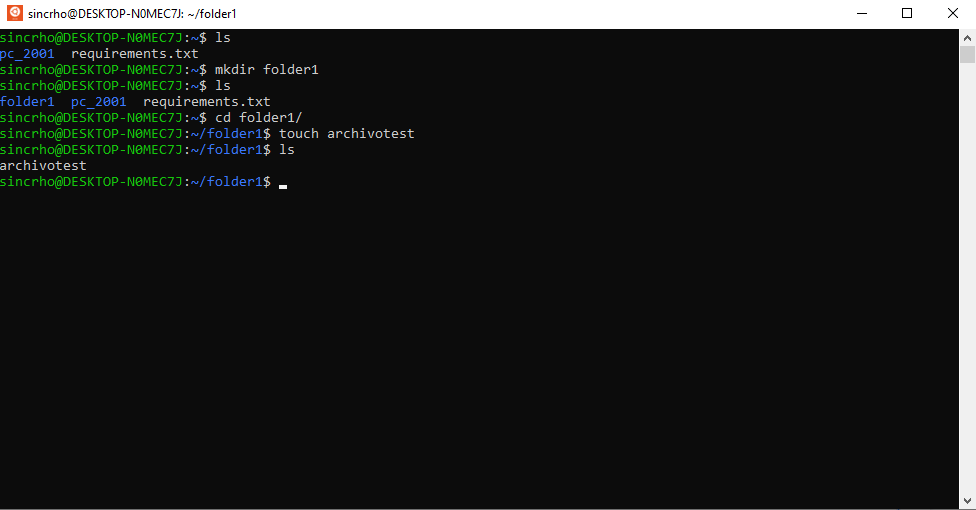 sincrho@DESKTOP-N0MEC7J: ~/folder1
sincrho@DESKTOP-N0MEC7J:~$ ls
pc_2001  requirements.txt
sincrho@DESKTOP-N0MEC7J:~$ mkdir folder1
sincrho@DESKTOP-N0MEC7J:~$ ls
folder1  pc_2001  requirements.txt
sincrho@DESKTOP-N0MEC7J:~$ cd folder1/
sincrho@DESKTOP-N0MEC7J:~/folder1$ touch archivotest
sincrho@DESKTOP-N0MEC7J:~/folder1$ ls
archivotest
sincrho@DESKTOP-N0MEC7J:~/folder1$